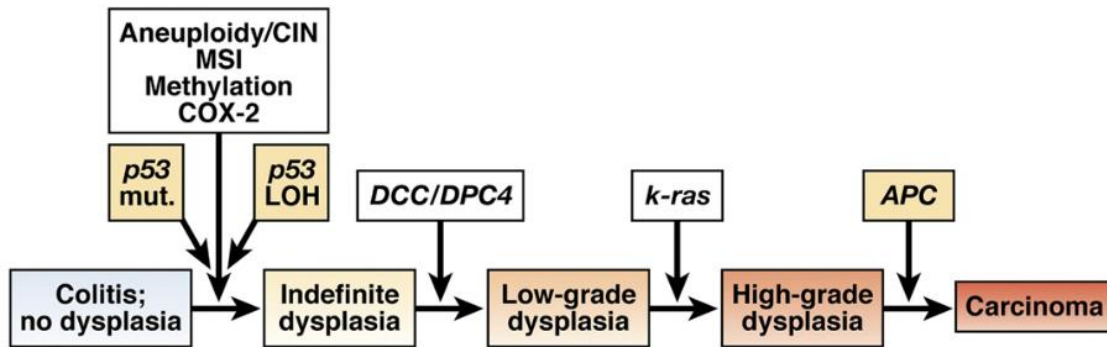 Aneuploidy/CIN
MSI
Methylation
COX-2
p53
mut.
p53
LOH
DCC/DPC4
k-ras
APC
Colitis;
no dysplasia
Indefinite
dysplasia
Low-grade
dysplasia
High-grade
dysplasia
Carcinoma